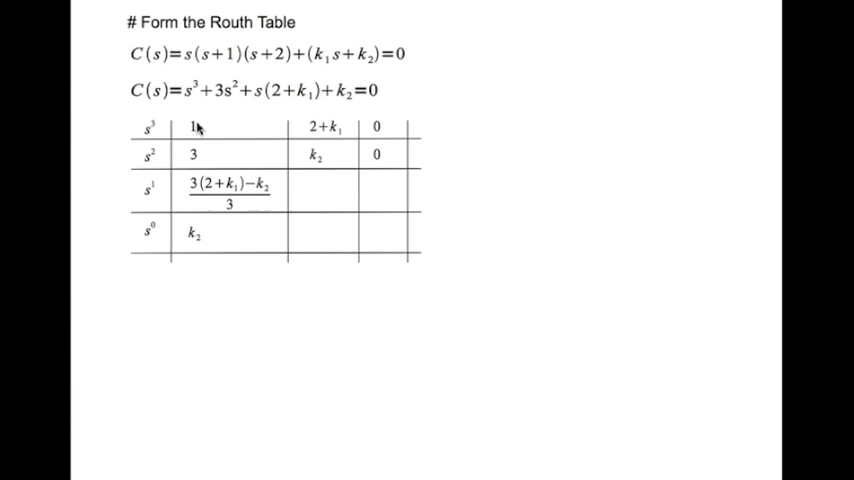 # Form the Routh Table
C(s)=s(s+1)(s+2)+(k₁s+k₂)=0
C(s)=s³+3s²+s(2+k₁)+k₂=0
s³ 1 2+k₁ 0
s² 3 k₂ 0
s¹ 3(2+k₁)−k₂
3
s⁰ k₂